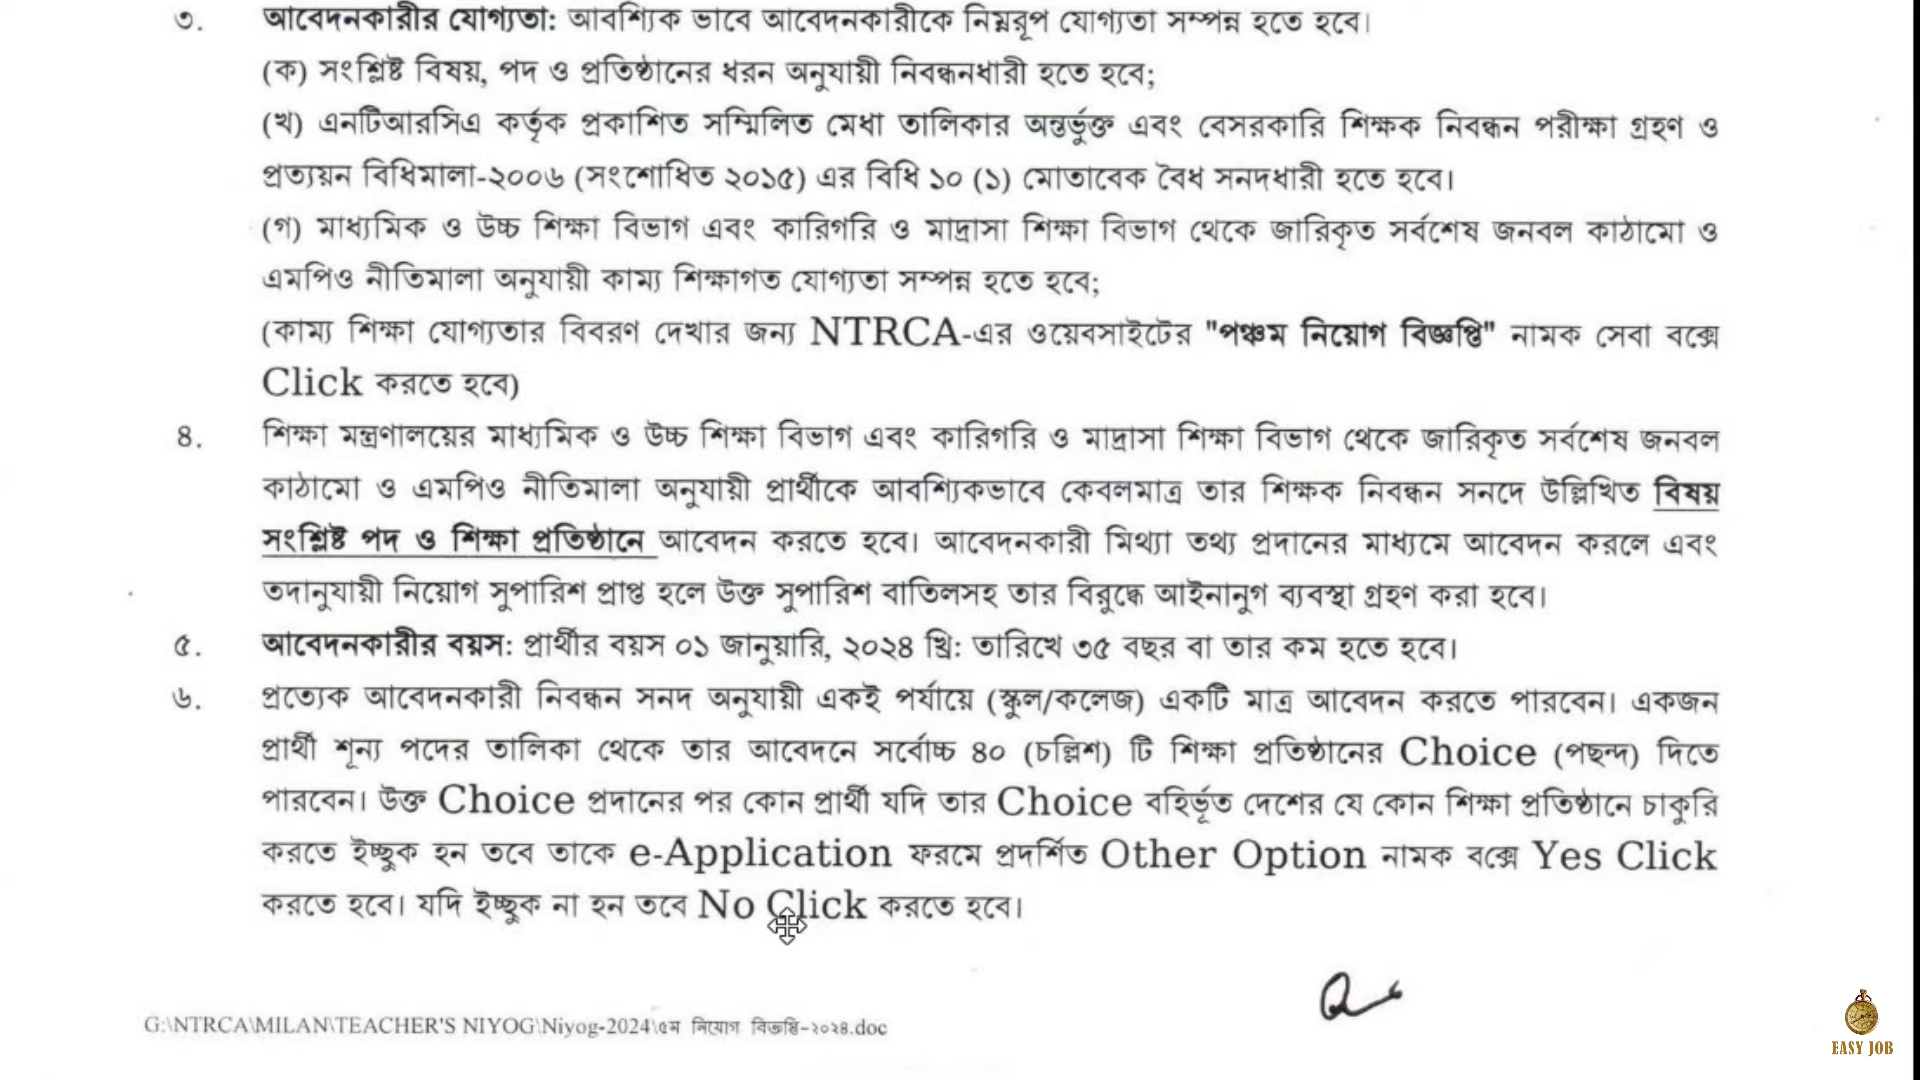 ৩. আবেদনকারীর যোগ্যতা: আবশ্যিক ভাবে আবেদনকারীকে নিম্নরূপ যোগ্যতা সম্পন্ন হতে হবে।
(ক) সংশ্লিষ্ট বিষয়, পদ ও প্রতিষ্ঠানের ধরন অনুযায়ী নিবন্ধনধারী হতে হবে;
(খ) এনটিআরসিএ কর্তৃক প্রকাশিত সম্মিলিত মেধা তালিকার অন্তর্ভুক্ত এবং বেসরকারি শিক্ষক নিবন্ধন পরীক্ষা গ্রহণ ও
প্রত্যয়ন বিধিমালা-২০০৬ (সংশোধিত ২০১৫) এর বিধি ১০ (১) মোতাবেক বৈধ সনদধারী হতে হবে।
(গ) মাধ্যমিক ও উচ্চ শিক্ষা বিভাগ এবং কারিগরি ও মাদ্রাসা শিক্ষা বিভাগ থেকে জারিকৃত সর্বশেষ জনবল কাঠামো ও
এমপিও নীতিমালা অনুযায়ী কাম্য শিক্ষাগত যোগ্যতা সম্পন্ন হতে হবে;
(কাম্য শিক্ষা যোগ্যতার বিবরণ দেখার জন্য NTRCA-এর ওয়েবসাইটের "পঞ্চম নিয়োগ বিজ্ঞপ্তি" নামক সেবা বক্সে
Click করতে হবে)
৪. শিক্ষা মন্ত্রণালয়ের মাধ্যমিক ও উচ্চ শিক্ষা বিভাগ এবং কারিগরি ও মাদ্রাসা শিক্ষা বিভাগ থেকে জারিকৃত সর্বশেষ জনবল
কাঠামো ও এমপিও নীতিমালা অনুযায়ী প্রার্থীকে আবশ্যিকভাবে কেবলমাত্র তার শিক্ষক নিবন্ধন সনদে উল্লিখিত বিষয়
সংশ্লিষ্ট পদ ও শিক্ষা প্রতিষ্ঠানে আবেদন করতে হবে। আবেদনকারী মিথ্যা তথ্য প্রদানের মাধ্যমে আবেদন করলে এবং
তদানুযায়ী নিয়োগ সুপারিশ প্রাপ্ত হলে উক্ত সুপারিশ বাতিলসহ তার বিরুদ্ধে আইনানুগ ব্যবস্থা গ্রহণ করা হবে।
৫. আবেদনকারীর বয়স: প্রার্থীর বয়স ০১ জানুয়ারি, ২০২৪ খ্রি: তারিখে ৩৫ বছর বা তার কম হতে হবে।
৬. প্রত্যেক আবেদনকারী নিবন্ধন সনদ অনুযায়ী একই পর্যায়ে (স্কুল/কলেজ) একটি মাত্র আবেদন করতে পারবেন। একজন
প্রার্থী শূন্য পদের তালিকা থেকে তার আবেদনে সর্বোচ্চ ৪০ (চল্লিশ) টি শিক্ষা প্রতিষ্ঠানের Choice (পছন্দ) দিতে
পারবেন। উক্ত Choice প্রদানের পর কোন প্রার্থী যদি তার Choice বহির্ভূত দেশের যে কোন শিক্ষা প্রতিষ্ঠানে চাকুরি
করতে ইচ্ছুক হন তবে তাকে e-Application ফরমে প্রদর্শিত Other Option নামক বক্সে Yes Click
করতে হবে। যদি ইচ্ছুক না হন তবে No Click করতে হবে।
G:\NTRCA\MILAN\TEACHER'S NIYOG\Niyog-2024\৫ম নিয়োগ বিজ্ঞপ্তি-২০২৪.doc
EASY JOB